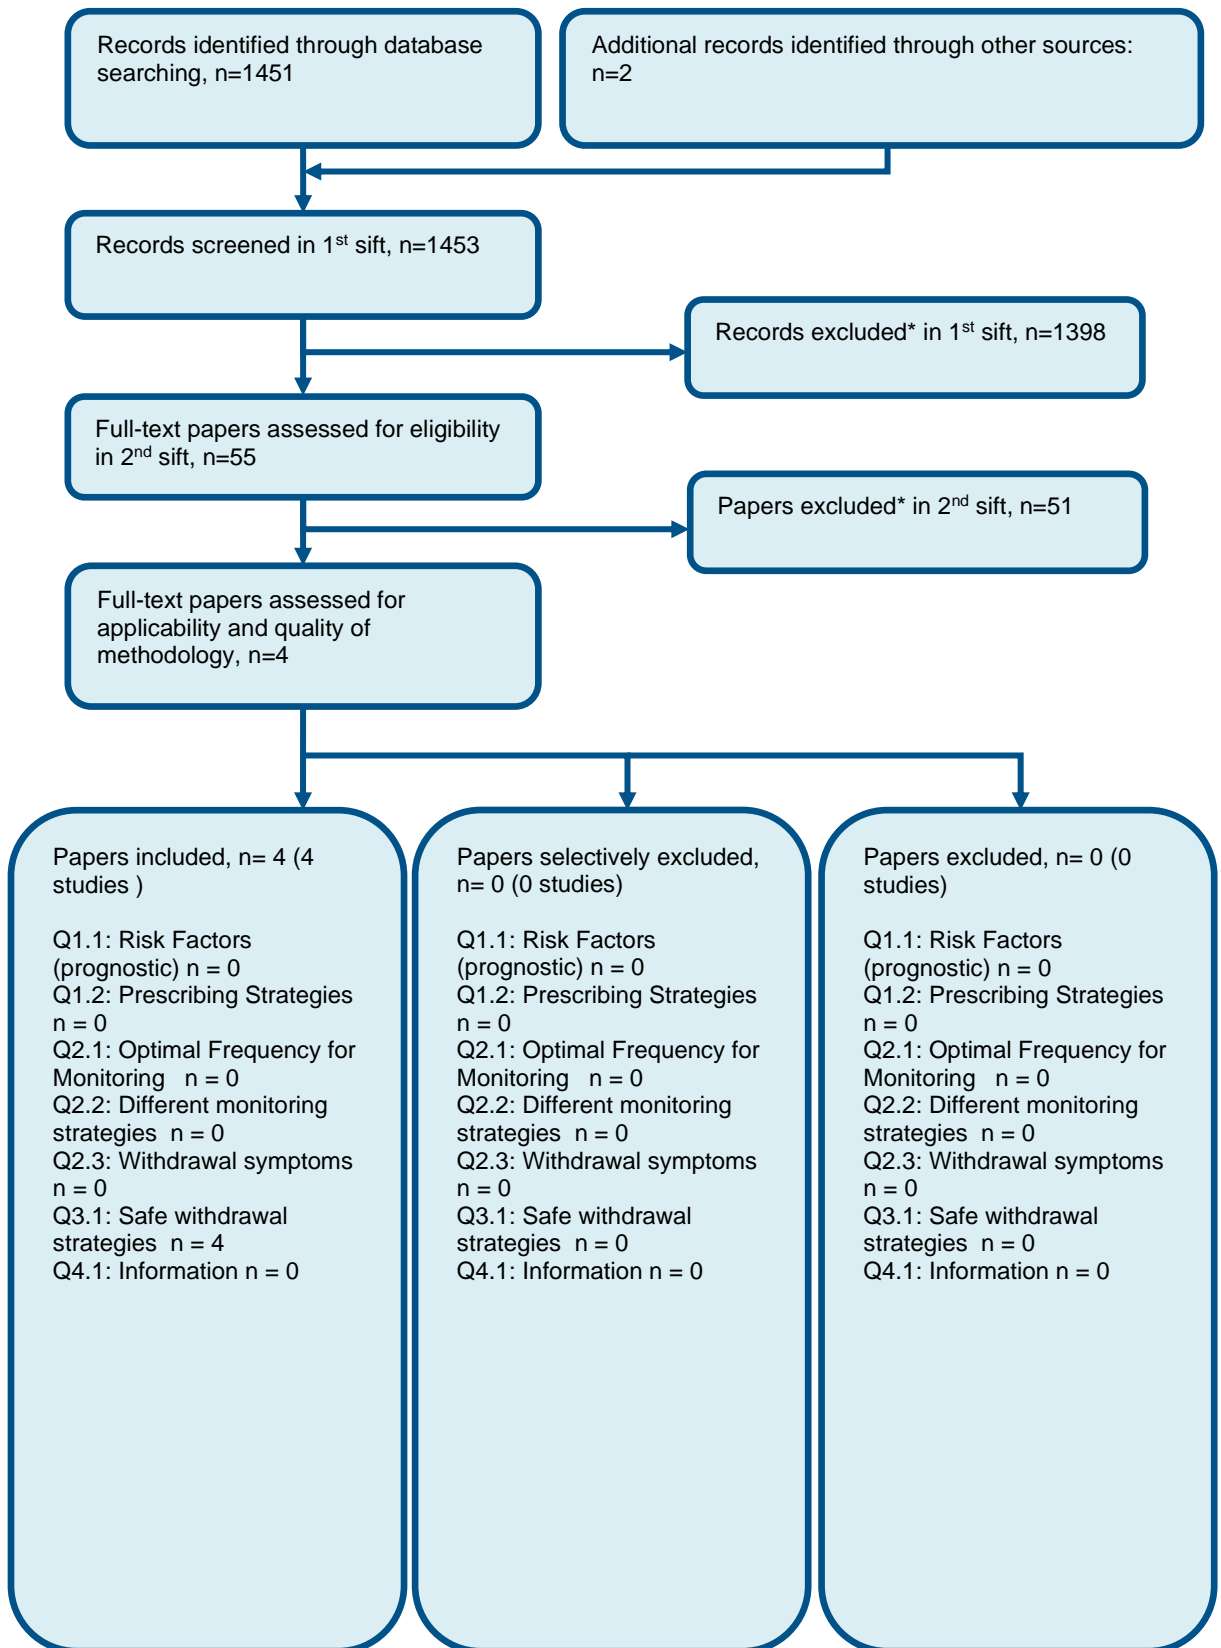 Records identified through database
searching, n=1451
Additional records identified through other sources:
n=2
Records screened in 1st sift, n=1453
Records excluded* in 1st sift, n=1398
Full-text papers assessed for eligibility
in 2nd sift, n=55
Papers excluded* in 2nd sift, n=51
Full-text papers assessed for
applicability and quality of
methodology, n=4
Papers included, n= 4 (4
studies )
Q1.1: Risk Factors
(prognostic) n = 0
Q1.2: Prescribing Strategies
n = 0
Q2.1: Optimal Frequency for
Monitoring n = 0
Q2.2: Different monitoring
strategies n = 0
Q2.3: Withdrawal symptoms
n = 0
Q3.1: Safe withdrawal
strategies n = 4
Q4.1: Information n = 0
Papers selectively excluded,
n= 0 (0 studies)
Q1.1: Risk Factors
(prognostic) n = 0
Q1.2: Prescribing Strategies
n = 0
Q2.1: Optimal Frequency for
Monitoring n = 0
Q2.2: Different monitoring
strategies n = 0
Q2.3: Withdrawal symptoms
n = 0
Q3.1: Safe withdrawal
strategies n = 0
Q4.1: Information n = 0
Papers excluded, n= 0 (0
studies)
Q1.1: Risk Factors
(prognostic) n = 0
Q1.2: Prescribing Strategies
n = 0
Q2.1: Optimal Frequency for
Monitoring n = 0
Q2.2: Different monitoring
strategies n = 0
Q2.3: Withdrawal symptoms
n = 0
Q3.1: Safe withdrawal
strategies n = 0
Q4.1: Information n = 0